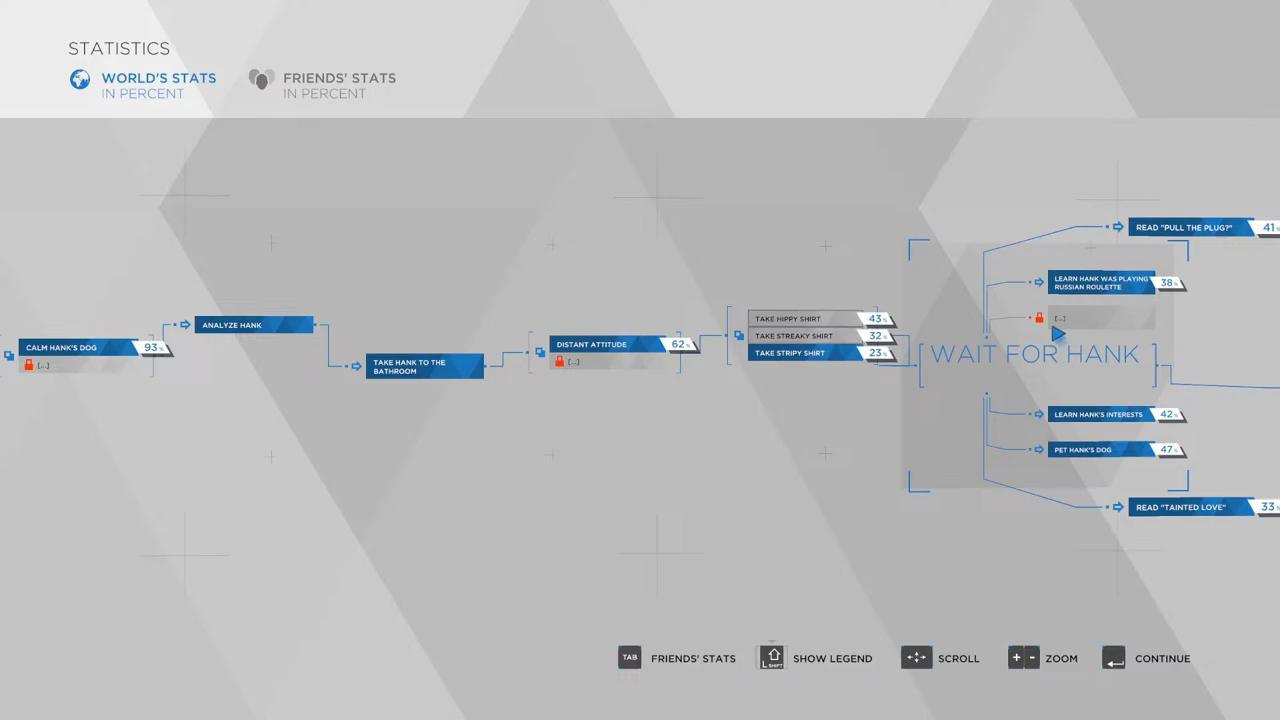 STATISTICS
WORLD'S STATS
IN PERCENT
FRIENDS' STATS
IN PERCENT
CALM HANK'S DOG
93%
[...]
ANALYZE HANK
TAKE HANK TO THE
BATHROOM
DISTANT ATTITUDE
62%
[...]
TAKE HIPPY SHIRT
43%
TAKE STREAKY SHIRT
32%
TAKE STRIPY SHIRT
23%
READ "PULL THE PLUG?"
41%
LEARN HANK WAS PLAYING
RUSSIAN ROULETTE
38%
[...]
WAIT FOR HANK
LEARN HANK'S INTERESTS
42%
PET HANK'S DOG
47%
READ "TAINTED LOVE"
33%
TAB
FRIENDS' STATS
L SHIFT
SHOW LEGEND
SCROLL
+ -
ZOOM
CONTINUE